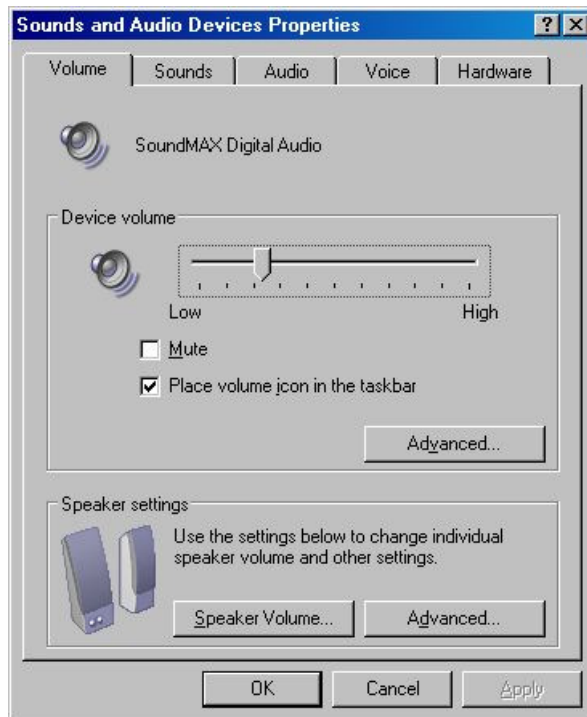 Sounds and Audio Devices Properties
Volume Sounds Audio Voice Hardware
SoundMAX Digital Audio
Device volume
Low High
Mute
Place volume icon in the taskbar
Advanced...
Speaker settings
Use the settings below to change individual
speaker volume and other settings.
Speaker Volume... Advanced...
OK Cancel Apply